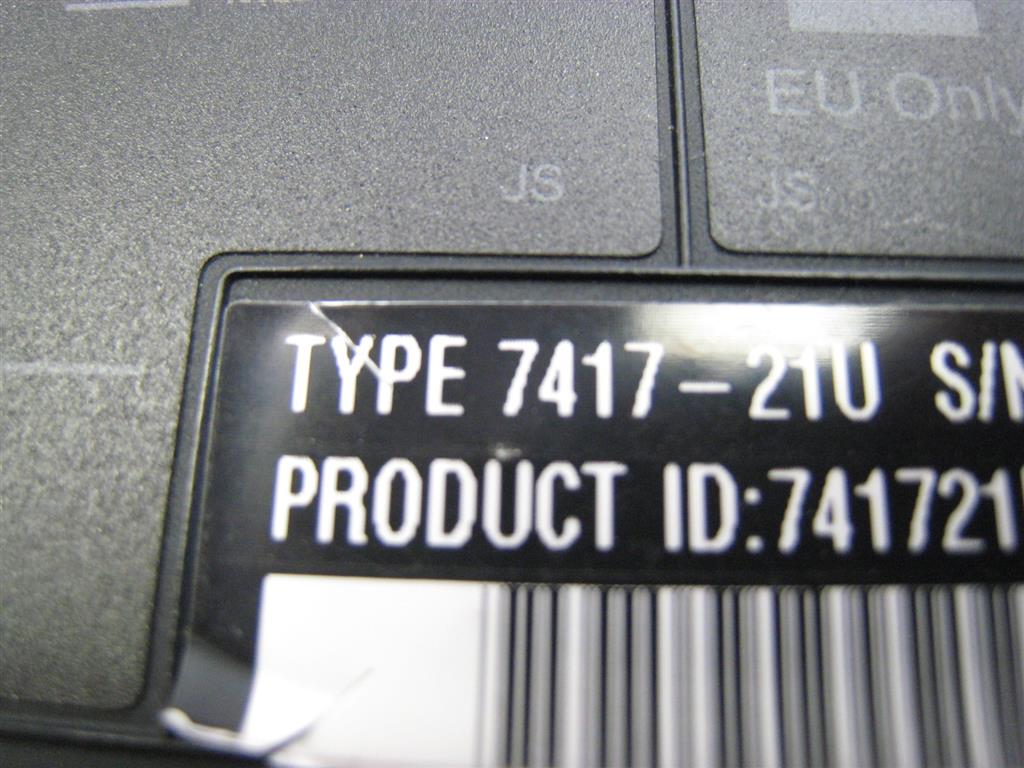 EU Only
JS
JS
TYPE 7417-21U S/N
PRODUCT ID:741721